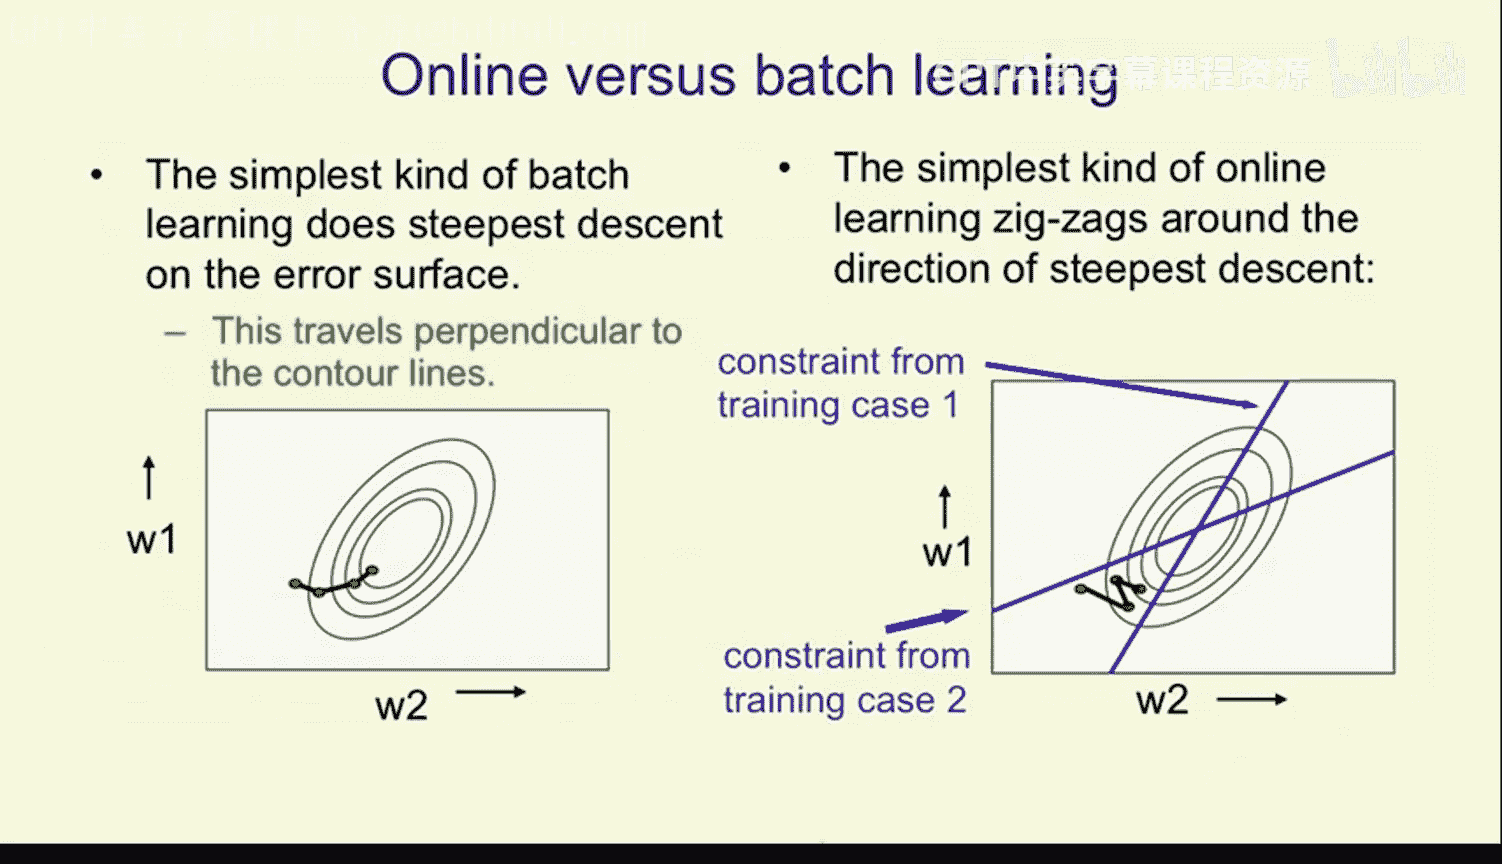 Online versus batch learning
• The simplest kind of batch
learning does steepest descent
on the error surface.
– This travels perpendicular to
the contour lines.
w1
w2
• The simplest kind of online
learning zig-zags around the
direction of steepest descent:
constraint from
training case 1
w1
constraint from
training case 2
w2